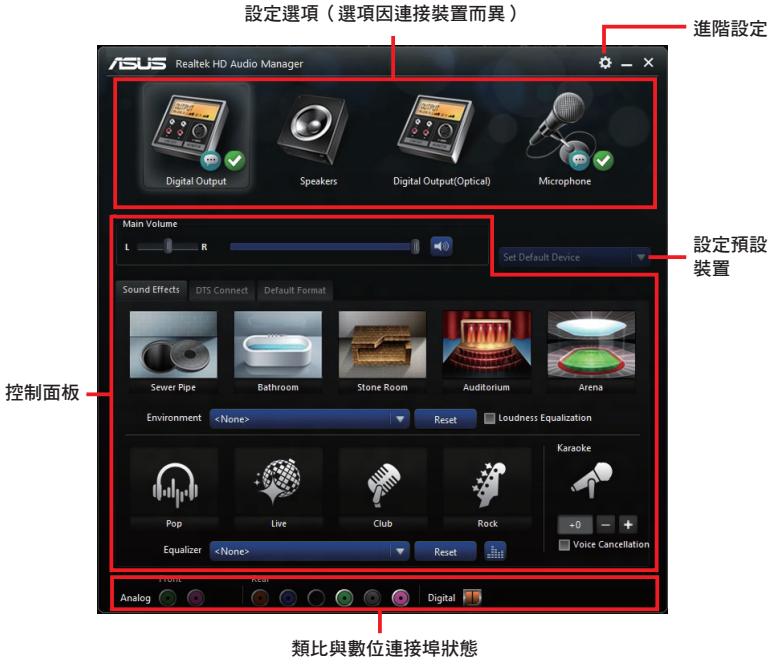 設定選項（選項因連接裝置而異）
進階設定
ASUS Realtek HD Audio Manager
Digital Output
Speakers
Digital Output(Optical)
Microphone
Main Volume
L R
Set Default Device
設定預設
裝置
Sound Effects DTS Connect Default Format
Sewer Pipe
Bathroom
Stone Room
Auditorium
Arena
控制面板
Environment <None> Reset Loudness Equalization
Karaoke
Pop
Live
Club
Rock
+0
Equalizer <None> Reset
Voice Cancellation
Front Rear
Analog Digital
類比與數位連接埠狀態